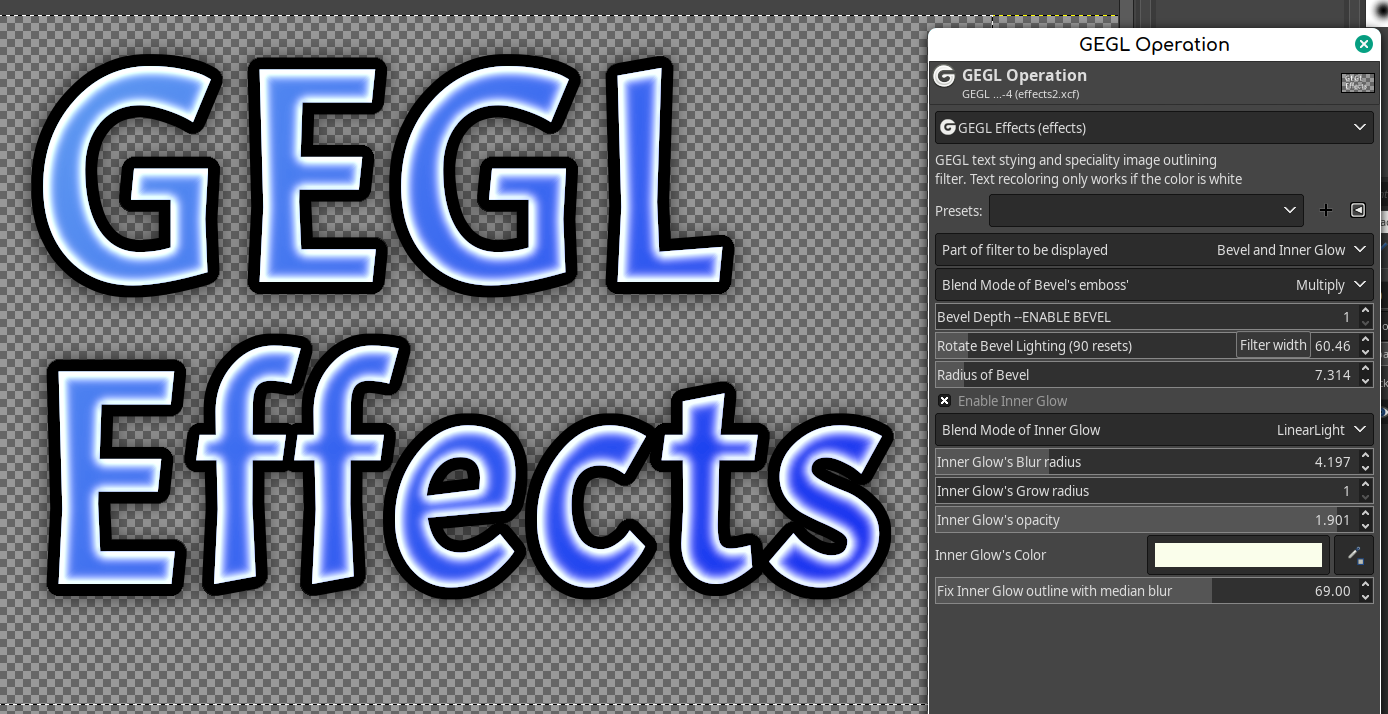 GEGL
Effects
GEGL Operation
GEGL Operation
GEGL ...-4 (effects2.xcf)
GEGL Effects (effects)
GEGL text stying and speciality image outlining
filter. Text recoloring only works if the color is white
Presets:
Part of filter to be displayed Bevel and Inner Glow
Blend Mode of Bevel's emboss' Multiply
Bevel Depth --ENABLE BEVEL 1
Rotate Bevel Lighting (90 resets) Filter width 60.46
Radius of Bevel 7.314
Enable Inner Glow
Blend Mode of Inner Glow LinearLight
Inner Glow's Blur radius 4.197
Inner Glow's Grow radius 1
Inner Glow's opacity 1.901
Inner Glow's Color
Fix Inner Glow outline with median blur 69.00